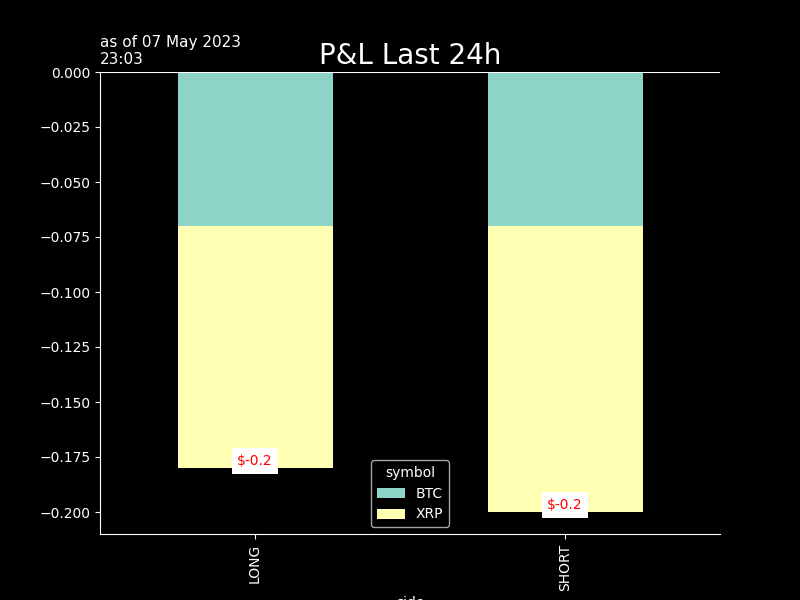 as of 07 May 2023
23:03
P&L Last 24h
0.000
−0.025
−0.050
−0.075
−0.100
−0.125
−0.150
−0.175
−0.200
$-0.2
$-0.2
symbol
BTC
XRP
LONG
SHORT
side